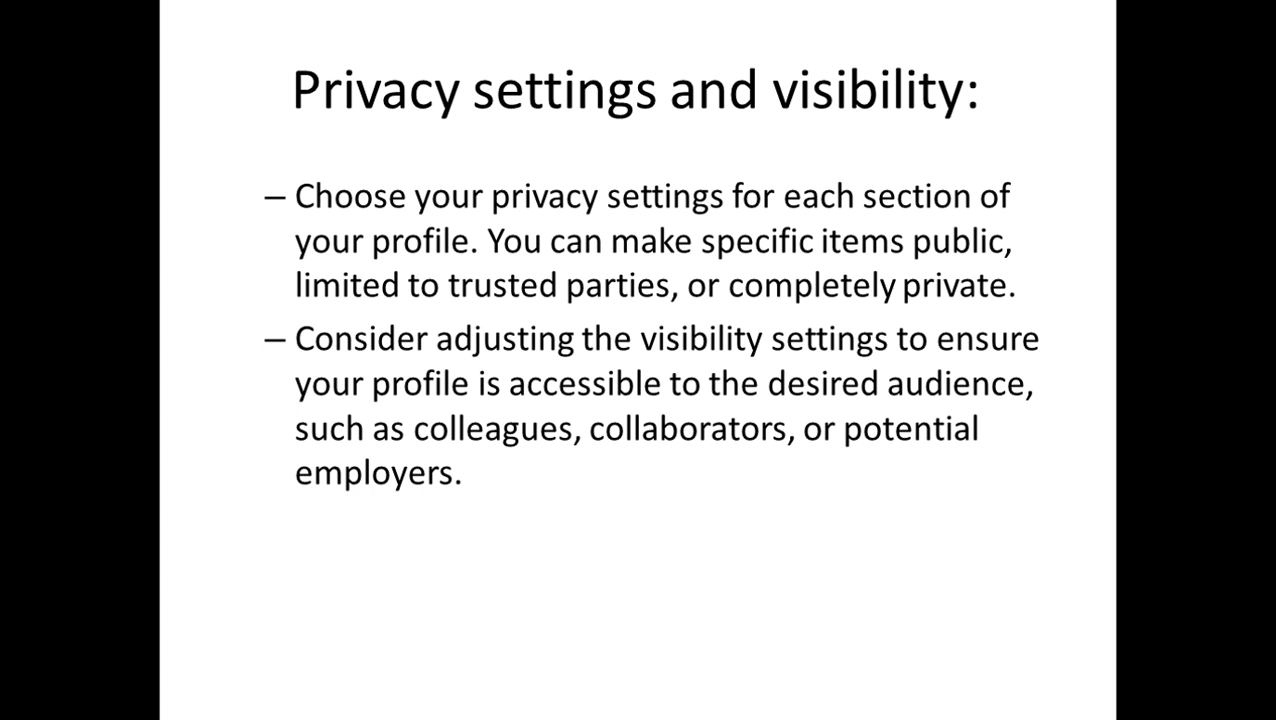 Privacy settings and visibility:
– Choose your privacy settings for each section of
your profile. You can make specific items public,
limited to trusted parties, or completely private.
– Consider adjusting the visibility settings to ensure
your profile is accessible to the desired audience,
such as colleagues, collaborators, or potential
employers.